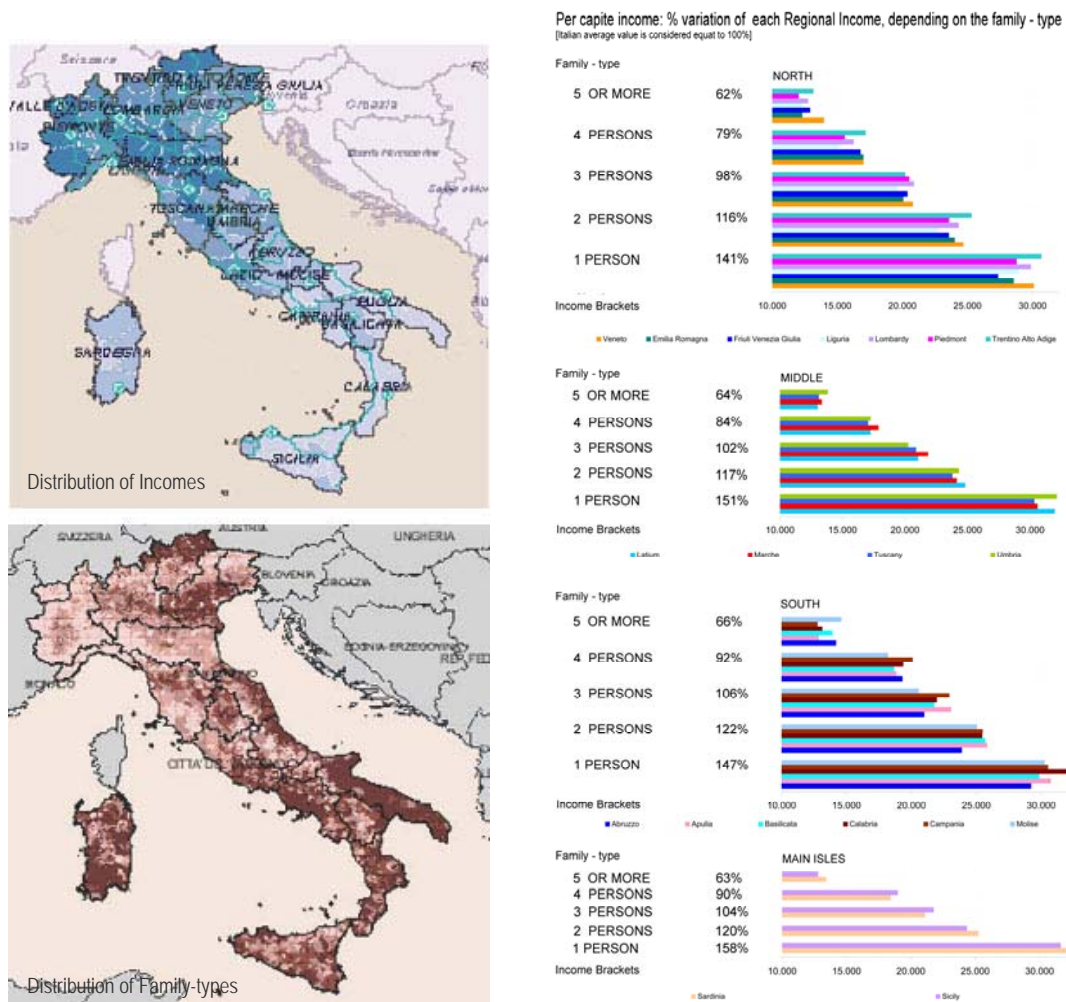 Per capite income: % variation of each Regional Income, depending on the family - type
[Italian average value is considered equat to 100%]
Svizzera
TRENTINO ALTO ADIGE
FRIULI VENEZIA GIULIA
VALLE D'AOSTA
LOMBARDIA
VENETO
Croazia
PIEMONTE
EMILIA ROMAGNA
LIGURIA
TOSCANA
MARCHE
UMBRIA
ABRUZZO
LAZIO
MOLISE
PUGLIA
CAMPANIA
BASILICATA
SARDEGNA
CALABRIA
SICILIA
Distribution of Incomes
AUSTRIA
SVIZZERA
UNGHERIA
SLOVENIA
CROAZIA
REP.FED
MONACO
Distribution of Family-types
Family - type
NORTH
5 OR MORE 62%
4 PERSONS 79%
3 PERSONS 98%
2 PERSONS 116%
1 PERSON 141%
10.000 15.000 20.000 25.000 30.000
Income Brackets
Veneto Emilia Romagna Friuli Venezia Giulia Liguria Lombardy Piedmont Trentino Alto Adige
Family - type
MIDDLE
5 OR MORE 64%
4 PERSONS 84%
3 PERSONS 102%
2 PERSONS 117%
1 PERSON 151%
10.000 15.000 20.000 25.000 30.000
Income Brackets
Latium Marche Tuscany Umbria
Family - type
SOUTH
5 OR MORE 66%
4 PERSONS 92%
3 PERSONS 106%
2 PERSONS 122%
1 PERSON 147%
Income Brackets 10.000 15.000 20.000 25.000 30.000
Abruzzo Apulia Basilicata Calabria Campania Molise
Family - type
MAIN ISLES
5 OR MORE 63%
4 PERSONS 90%
3 PERSONS 104%
2 PERSONS 120%
1 PERSON 158%
Income Brackets 10.000 15.000 20.000 25.000 30.000
Sardinia Sicily